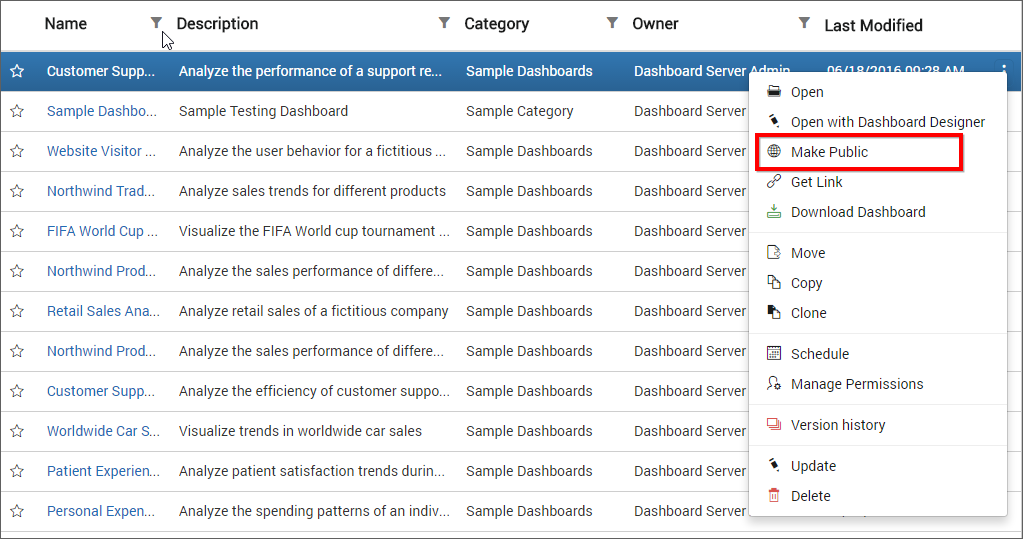 Name Description Category Owner Last Modified
Customer Supp... Analyze the performance of a support re... Sample Dashboards Dashboard Server Admin 06/18/2016 09:28 AM
Sample Dashbo... Sample Testing Dashboard Sample Category Dashboard Server
Website Visitor ... Analyze the user behavior for a fictitious ... Sample Dashboards Dashboard Server
Northwind Trad... Analyze sales trends for different products Sample Dashboards Dashboard Server
FIFA World Cup ... Visualize the FIFA World cup tournament ... Sample Dashboards Dashboard Server
Northwind Prod... Analyze the sales performance of differe... Sample Dashboards Dashboard Server
Retail Sales Ana... Analyze retail sales of a fictitious company Sample Dashboards Dashboard Server
Northwind Prod... Analyze the sales performance of differe... Sample Dashboards Dashboard Server
Customer Supp... Analyze the efficiency of customer suppo... Sample Dashboards Dashboard Server
Worldwide Car S... Visualize trends in worldwide car sales Sample Dashboards Dashboard Server
Patient Experien... Analyze patient satisfaction trends durin... Sample Dashboards Dashboard Server
Personal Expen... Analyze the spending patterns of an indiv... Sample Dashboards Dashboard Server
Open
Open with Dashboard Designer
Make Public
Get Link
Download Dashboard
Move
Copy
Clone
Schedule
Manage Permissions
Version history
Update
Delete